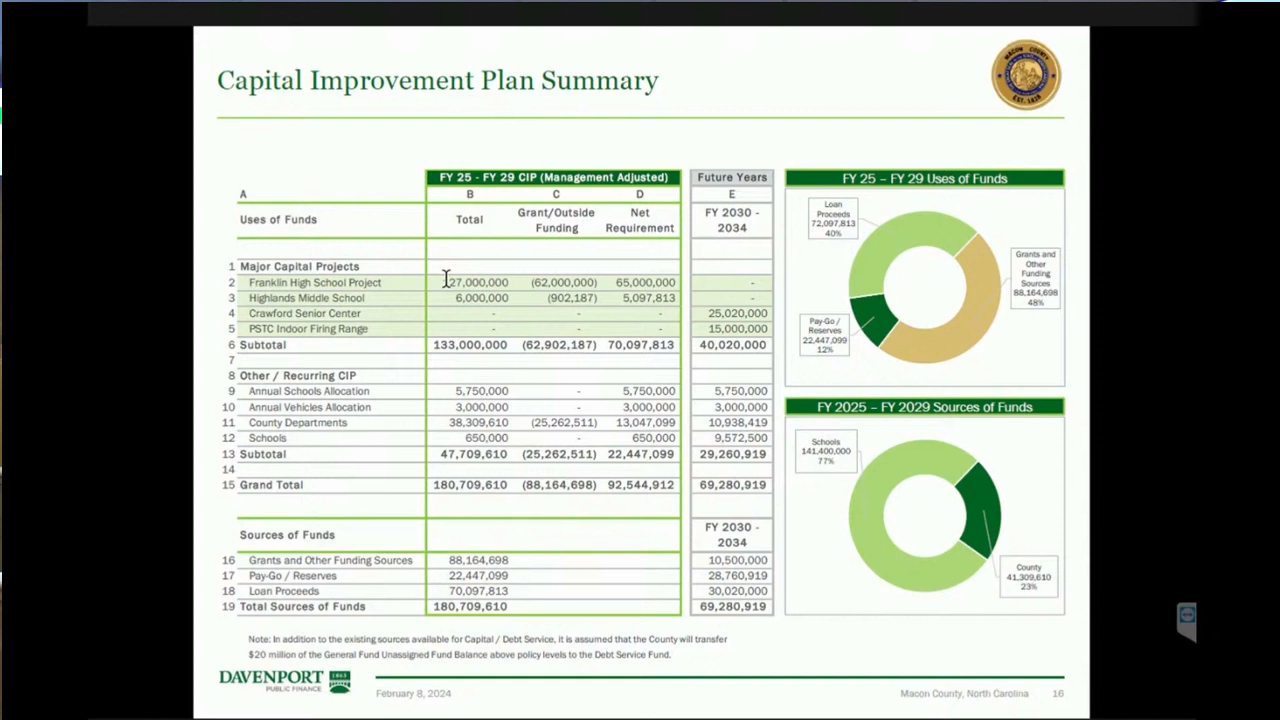 Capital Improvement Plan Summary
MACON COUNTY
EST. 1828
FY 25 - FY 29 CIP (Management Adjusted) Future Years
A B C D E
Uses of Funds Total Grant/Outside Funding Net Requirement FY 2030 - 2034
1 Major Capital Projects
2 Franklin High School Project 27,000,000 (62,000,000) 65,000,000 -
3 Highlands Middle School 6,000,000 (902,187) 5,097,813 -
4 Crawford Senior Center - - - 25,020,000
5 PSTC Indoor Firing Range - - - 15,000,000
6 Subtotal 133,000,000 (62,902,187) 70,097,813 40,020,000
7
8 Other / Recurring CIP
9 Annual Schools Allocation 5,750,000 - 5,750,000 5,750,000
10 Annual Vehicles Allocation 3,000,000 - 3,000,000 3,000,000
11 County Departments 38,309,610 (25,262,511) 13,047,099 10,938,419
12 Schools 650,000 - 650,000 9,572,500
13 Subtotal 47,709,610 (25,262,511) 22,447,099 29,260,919
14
15 Grand Total 180,709,610 (88,164,698) 92,544,912 69,280,919
Sources of Funds FY 2030 - 2034
16 Grants and Other Funding Sources 88,164,698 10,500,000
17 Pay-Go / Reserves 22,447,099 28,760,919
18 Loan Proceeds 70,097,813 30,020,000
19 Total Sources of Funds 180,709,610 69,280,919
FY 25 – FY 29 Uses of Funds
Loan
Proceeds
72,097,813
40%
Grants and
Other
Funding
Sources
88,164,698
48%
Pay-Go /
Reserves
22,447,099
12%
FY 2025 – FY 2029 Sources of Funds
Schools
141,400,000
77%
County
41,309,610
23%
Note: In addition to the existing sources available for Capital / Debt Service, it is assumed that the County will transfer
$20 million of the General Fund Unassigned Fund Balance above policy levels to the Debt Service Fund.
DAVENPORT 1863
PUBLIC FINANCE
February 8, 2024 Macon County, North Carolina 16